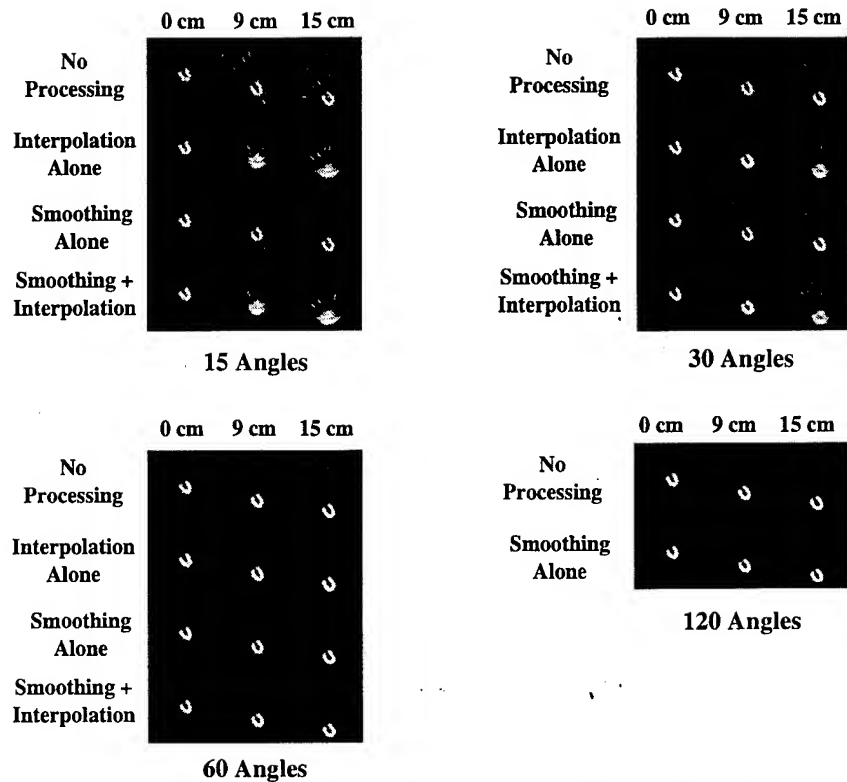 0 cm 9 cm 15 cm
No
Processing
Interpolation
Alone
Smoothing
Alone
Smoothing +
Interpolation
15 Angles
0 cm 9 cm 15 cm
No
Processing
Interpolation
Alone
Smoothing
Alone
Smoothing +
Interpolation
30 Angles
0 cm 9 cm 15 cm
No
Processing
Interpolation
Alone
Smoothing
Alone
Smoothing +
Interpolation
60 Angles
0 cm 9 cm 15 cm
No
Processing
Smoothing
Alone
120 Angles